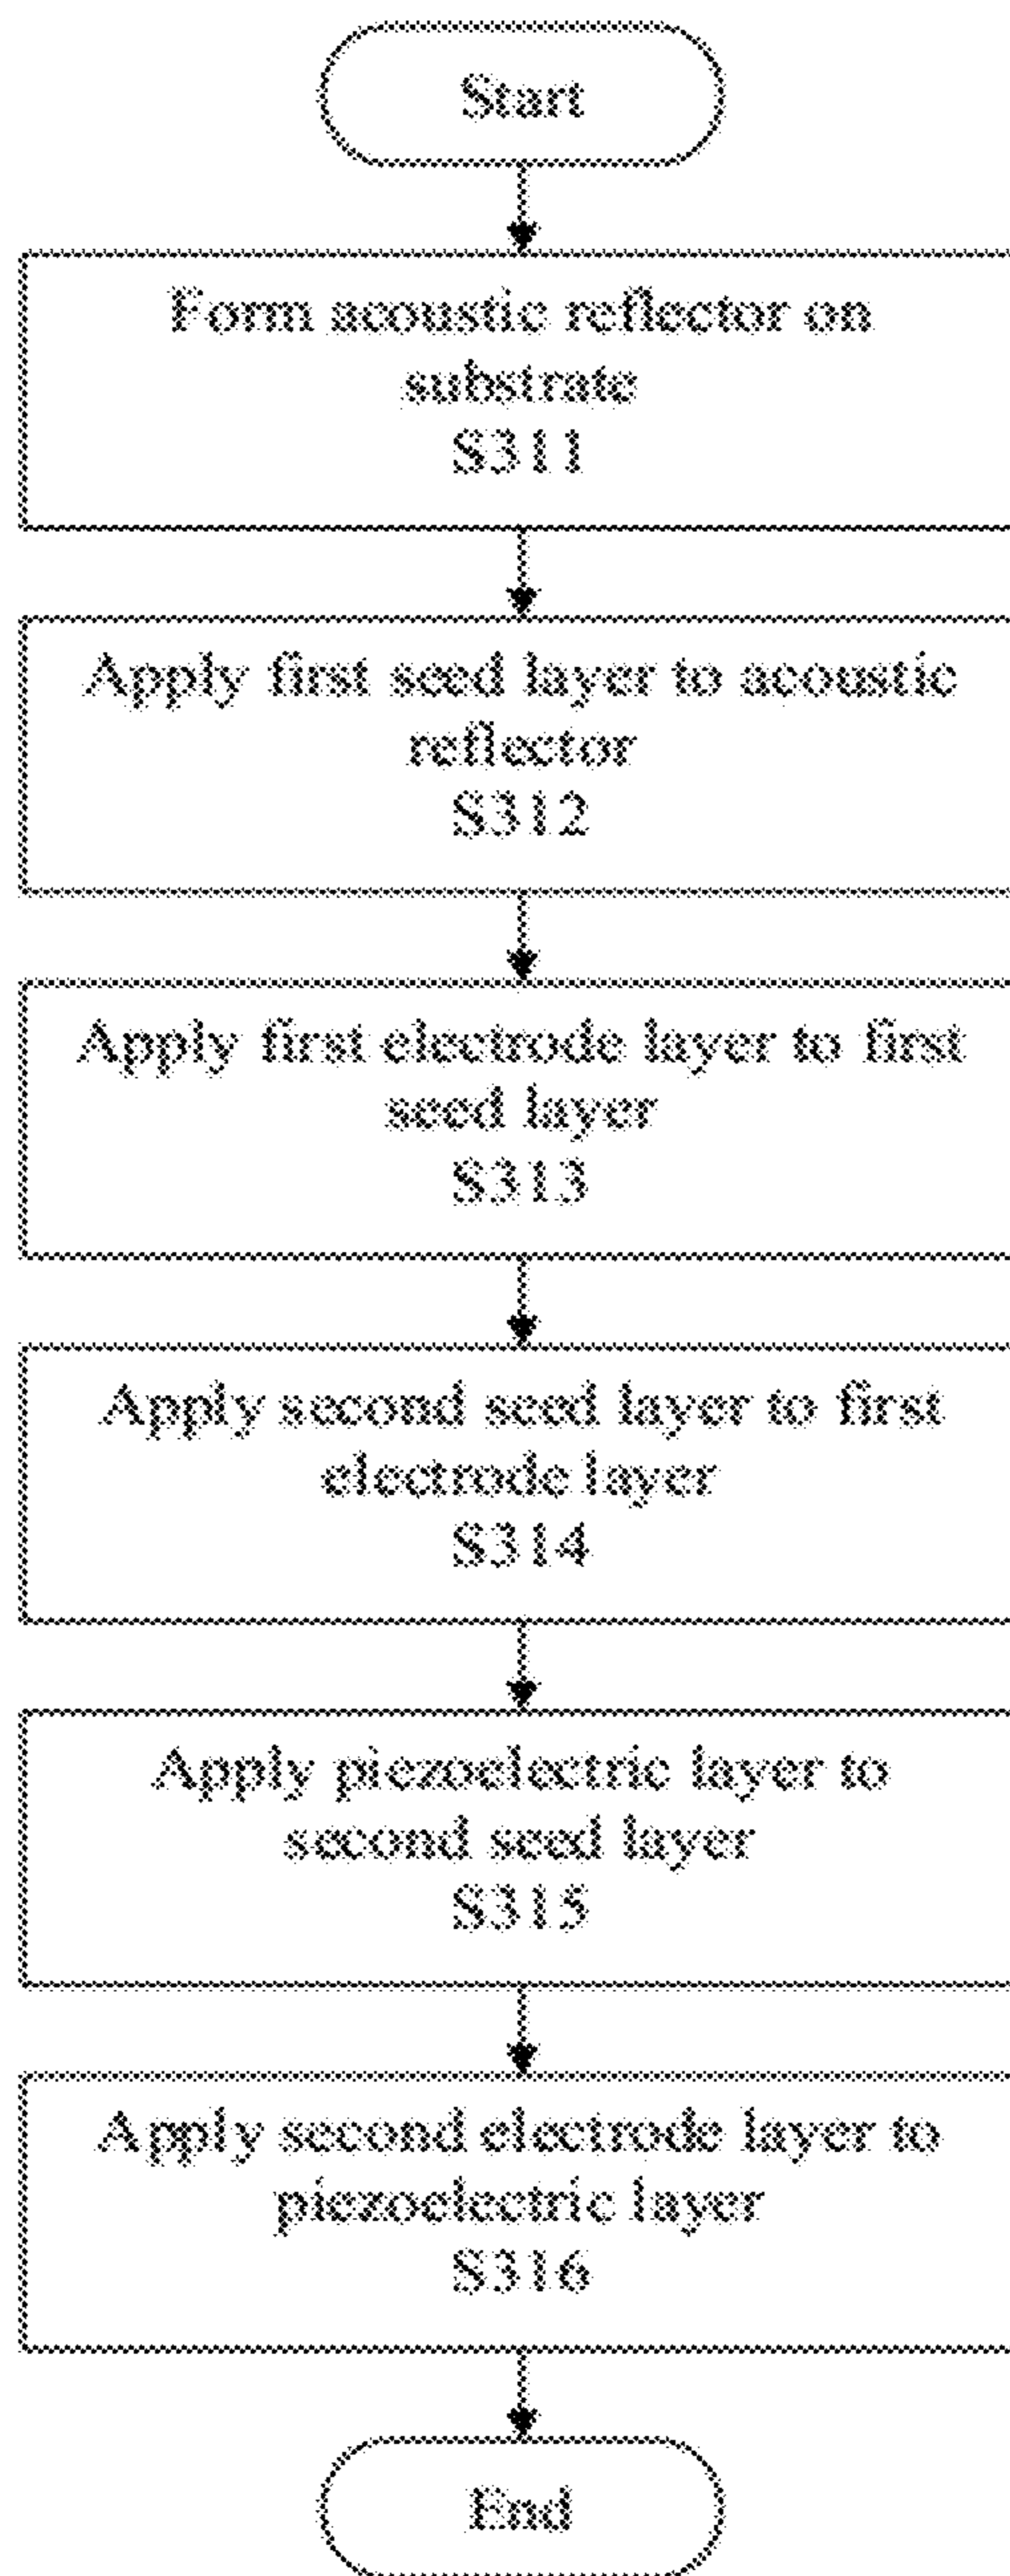 Start
Form acoustic reflector on
substrate
S311
Apply first seed layer to acoustic
reflector
S312
Apply first electrode layer to first
seed layer
S313
Apply second seed layer to first
electrode layer
S314
Apply piezoelectric layer to
second seed layer
S315
Apply second electrode layer to
piezoelectric layer
S316
End